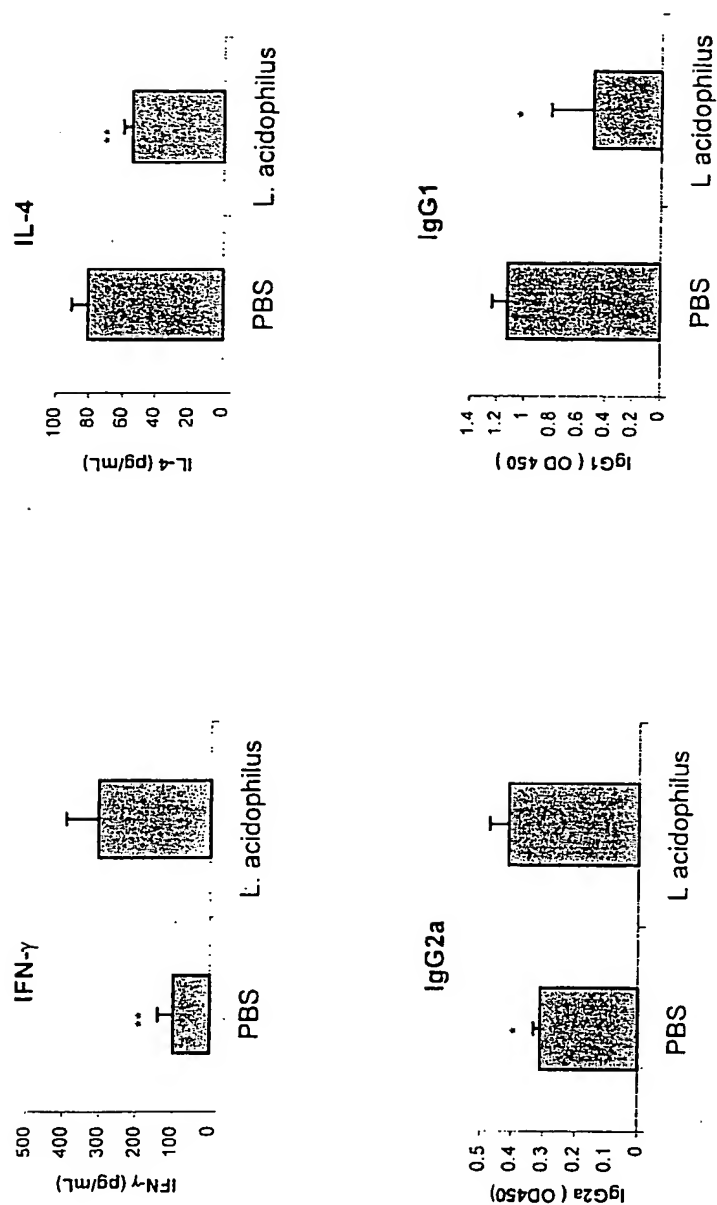 IFN-γ
IFN-γ (pg/mL)
500
400
300
200
100
0
**
PBS
L. acidophilus
IL-4
IL-4 (pg/mL)
100
80
60
40
20
0
**
PBS
L. acidophilus
IgG2a
IgG2a ( OD450)
0.5
0.4
0.3
0.2
0.1
0
*
PBS
L acidophilus
IgG1
IgG1 ( OD 450 )
1.4
1.2
1
0.8
0.6
0.4
0.2
0
*
PBS
L acidophilus